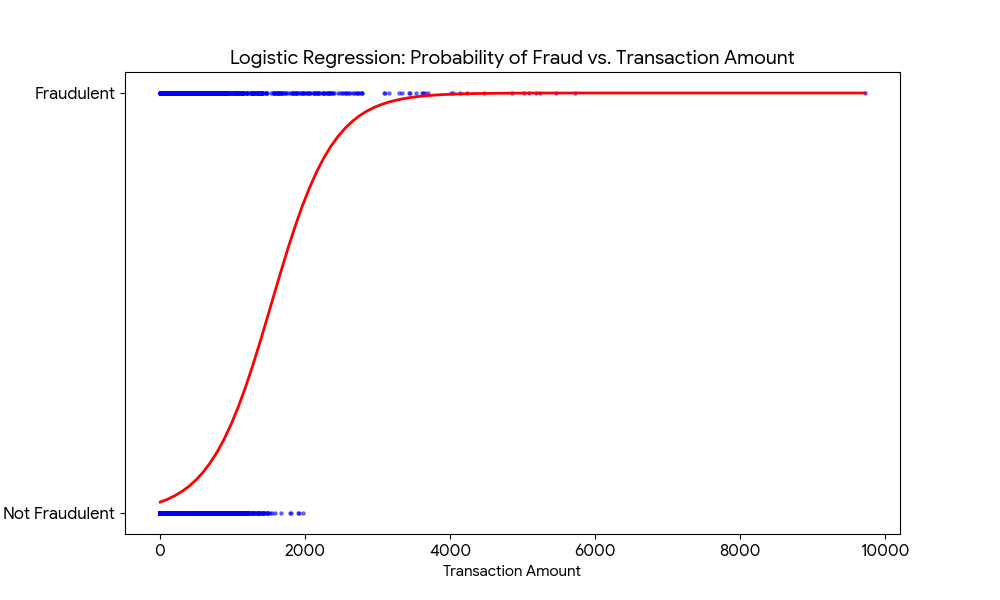 Logistic Regression: Probability of Fraud vs. Transaction Amount
Fraudulent
Not Fraudulent
0 2000 4000 6000 8000 10000
Transaction Amount